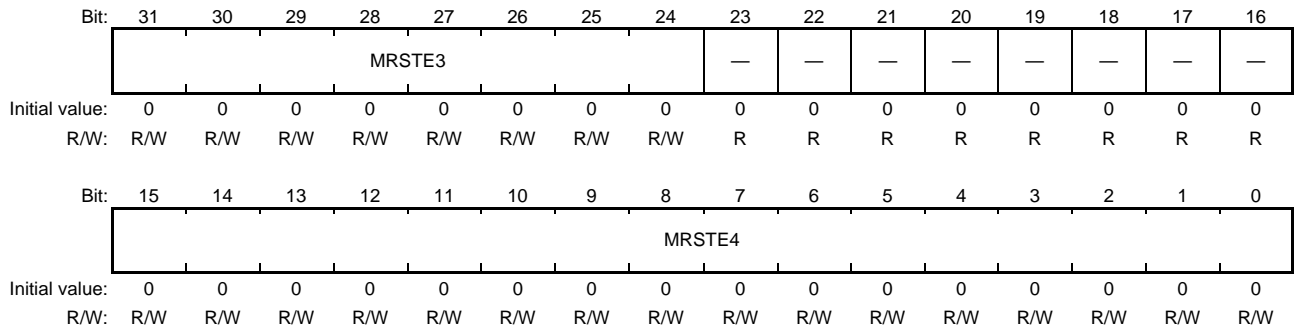 Bit: 31 30 29 28 27 26 25 24 23 22 21 20 19 18 17 16
MRSTE3 — — — — — — — —
Initial value: 0 0 0 0 0 0 0 0 0 0 0 0 0 0 0 0
R/W: R/W R/W R/W R/W R/W R/W R/W R/W R R R R R R R R
Bit: 15 14 13 12 11 10 9 8 7 6 5 4 3 2 1 0
MRSTE4
Initial value: 0 0 0 0 0 0 0 0 0 0 0 0 0 0 0 0
R/W: R/W R/W R/W R/W R/W R/W R/W R/W R/W R/W R/W R/W R/W R/W R/W R/W